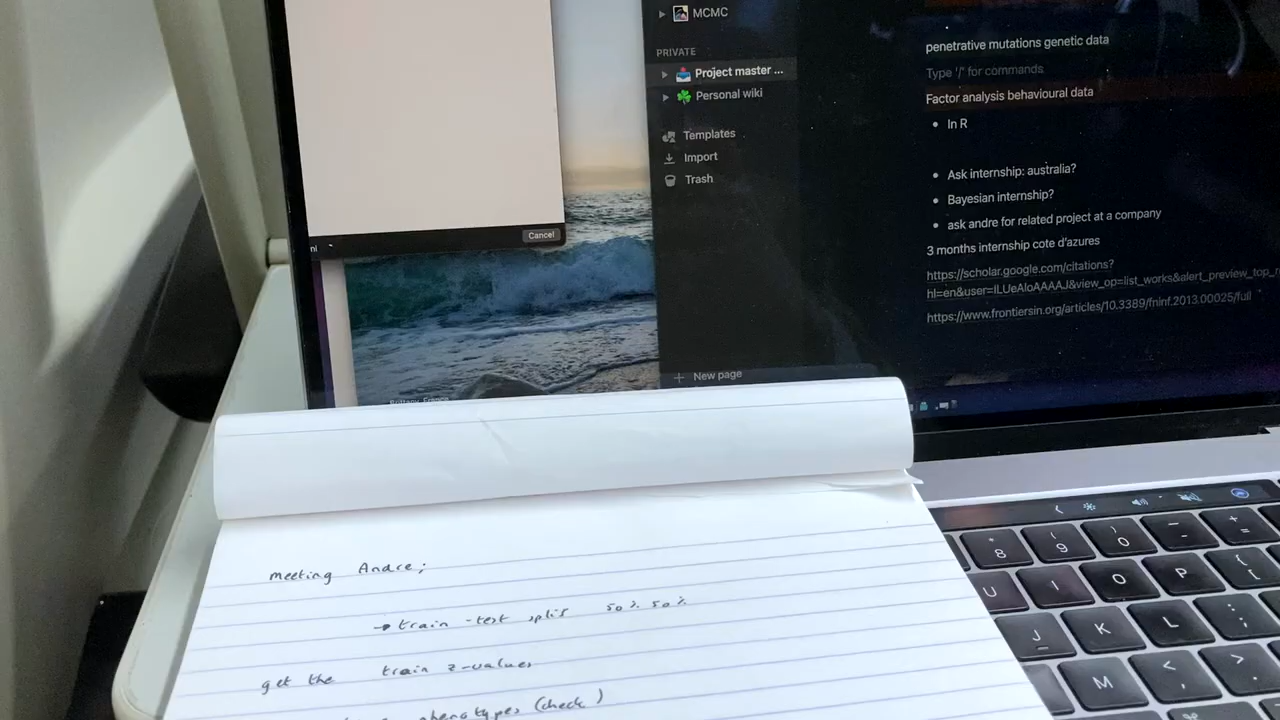 MCMC
PRIVATE
Project master ...
Personal wiki
Templates
Import
Trash
New page
penetrative mutations genetic data
Type '/' for commands
Factor analysis behavioural data
• In R
• Ask internship: australia?
• Bayesian internship?
• ask andre for related project at a company
3 months internship cote d'azures
https://scholar.google.com/citations?
hl=en&user=ILUeAIoAAAAJ&view_op=list_works&alert_preview_top_r
https://www.frontiersin.org/articles/10.3389/fninf.2013.00025/full
Cancel
meeting Andre;
→ train-test split 50% 50%
get the train z-values
phenotypes (check)
* 8 ( 9 ) 0 - + =
U I O P { [
J K L : ;
M < , > .